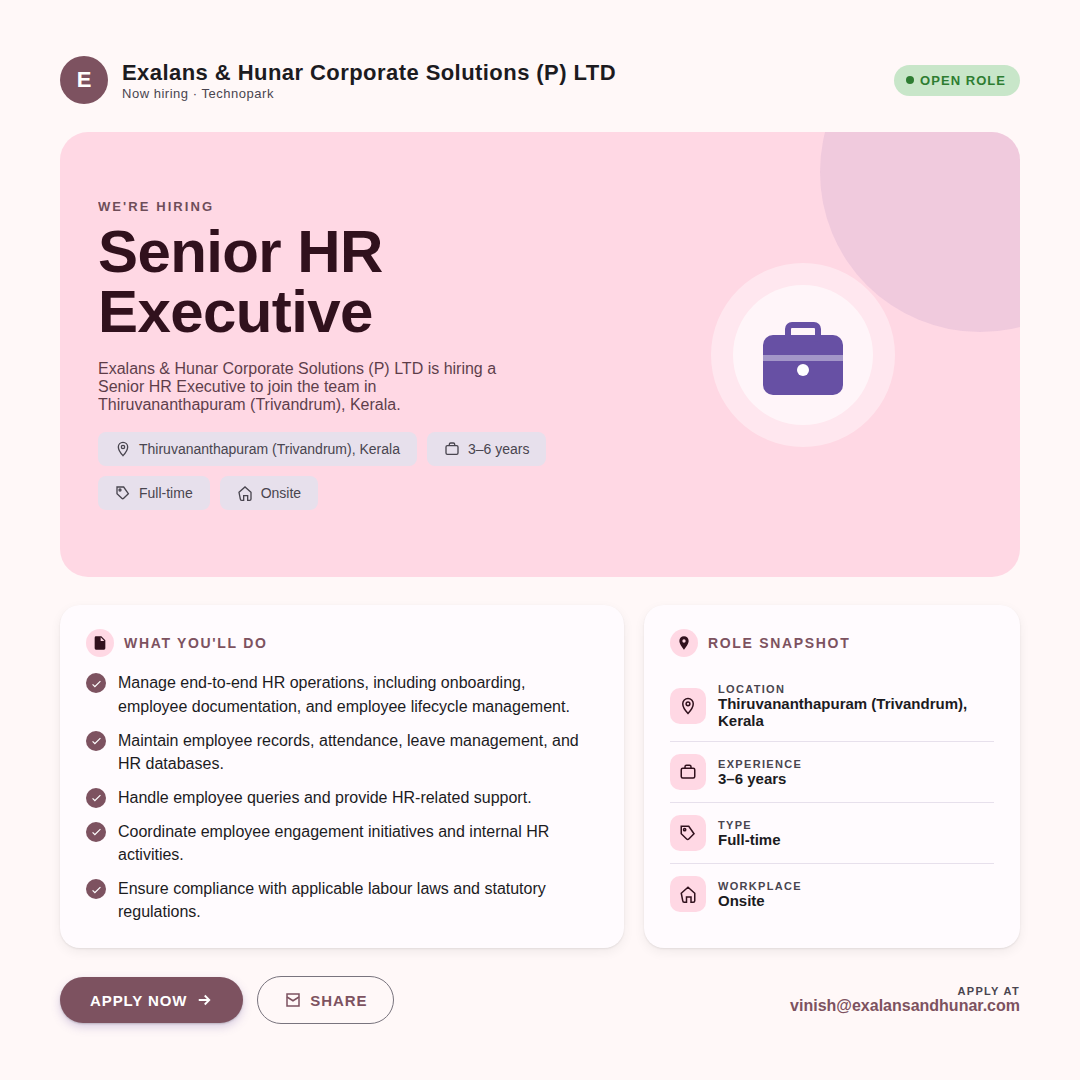 E
Exalans & Hunar Corporate Solutions (P) LTD
Now hiring · Technopark
OPEN ROLE
WE'RE HIRING
Senior HR
Executive
Exalans & Hunar Corporate Solutions (P) LTD is hiring a
Senior HR Executive to join the team in
Thiruvananthapuram (Trivandrum), Kerala.
Thiruvananthapuram (Trivandrum), Kerala
3–6 years
Full-time
Onsite
WHAT YOU'LL DO
Manage end-to-end HR operations, including onboarding,
employee documentation, and employee lifecycle management.
Maintain employee records, attendance, leave management, and
HR databases.
Handle employee queries and provide HR-related support.
Coordinate employee engagement initiatives and internal HR
activities.
Ensure compliance with applicable labour laws and statutory
regulations.
ROLE SNAPSHOT
LOCATION
Thiruvananthapuram (Trivandrum),
Kerala
EXPERIENCE
3–6 years
TYPE
Full-time
WORKPLACE
Onsite
APPLY NOW
SHARE
APPLY AT
vinish@exalansandhunar.com